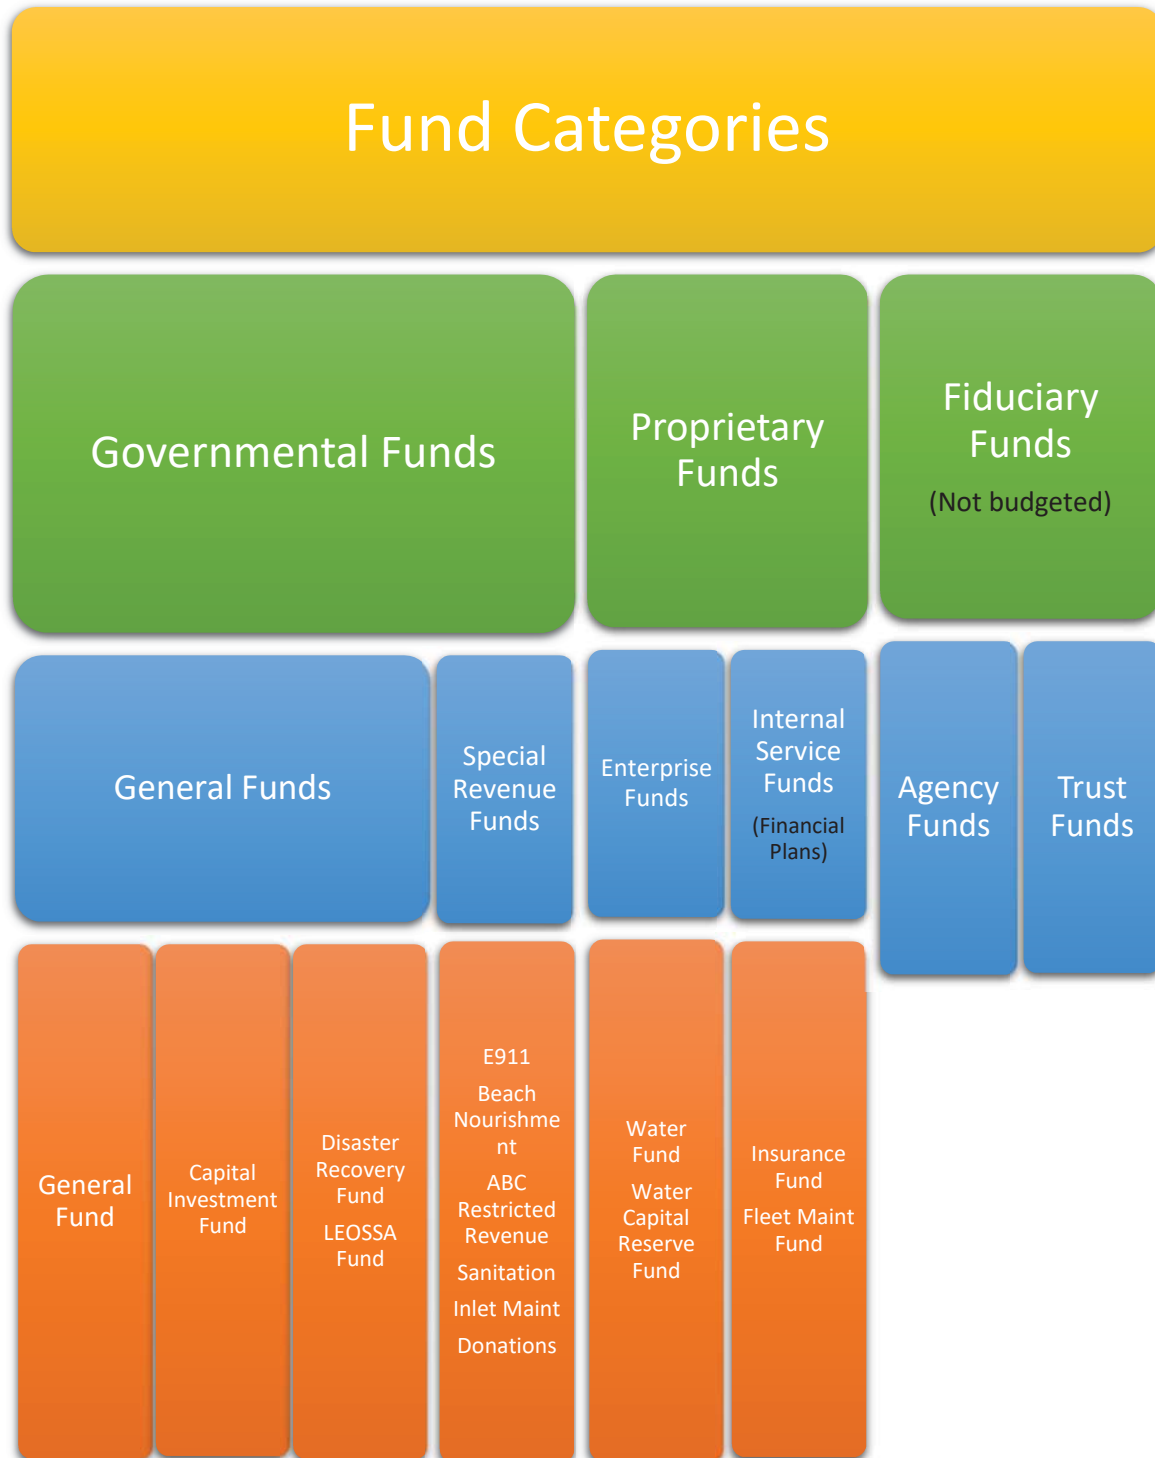 Fund Categories
Governmental Funds
Proprietary
Funds
Fiduciary
Funds
(Not budgeted)
General Funds
Special
Revenue
Funds
Enterprise
Funds
Internal
Service
Funds
(Financial
Plans)
Agency
Funds
Trust
Funds
General
Fund
Capital
Investment
Fund
Disaster
Recovery
Fund
LEOSSA
Fund
E911
Beach
Nourishme
nt
ABC
Restricted
Revenue
Sanitation
Inlet Maint
Donations
Water
Fund
Water
Capital
Reserve
Fund
Insurance
Fund
Fleet Maint
Fund